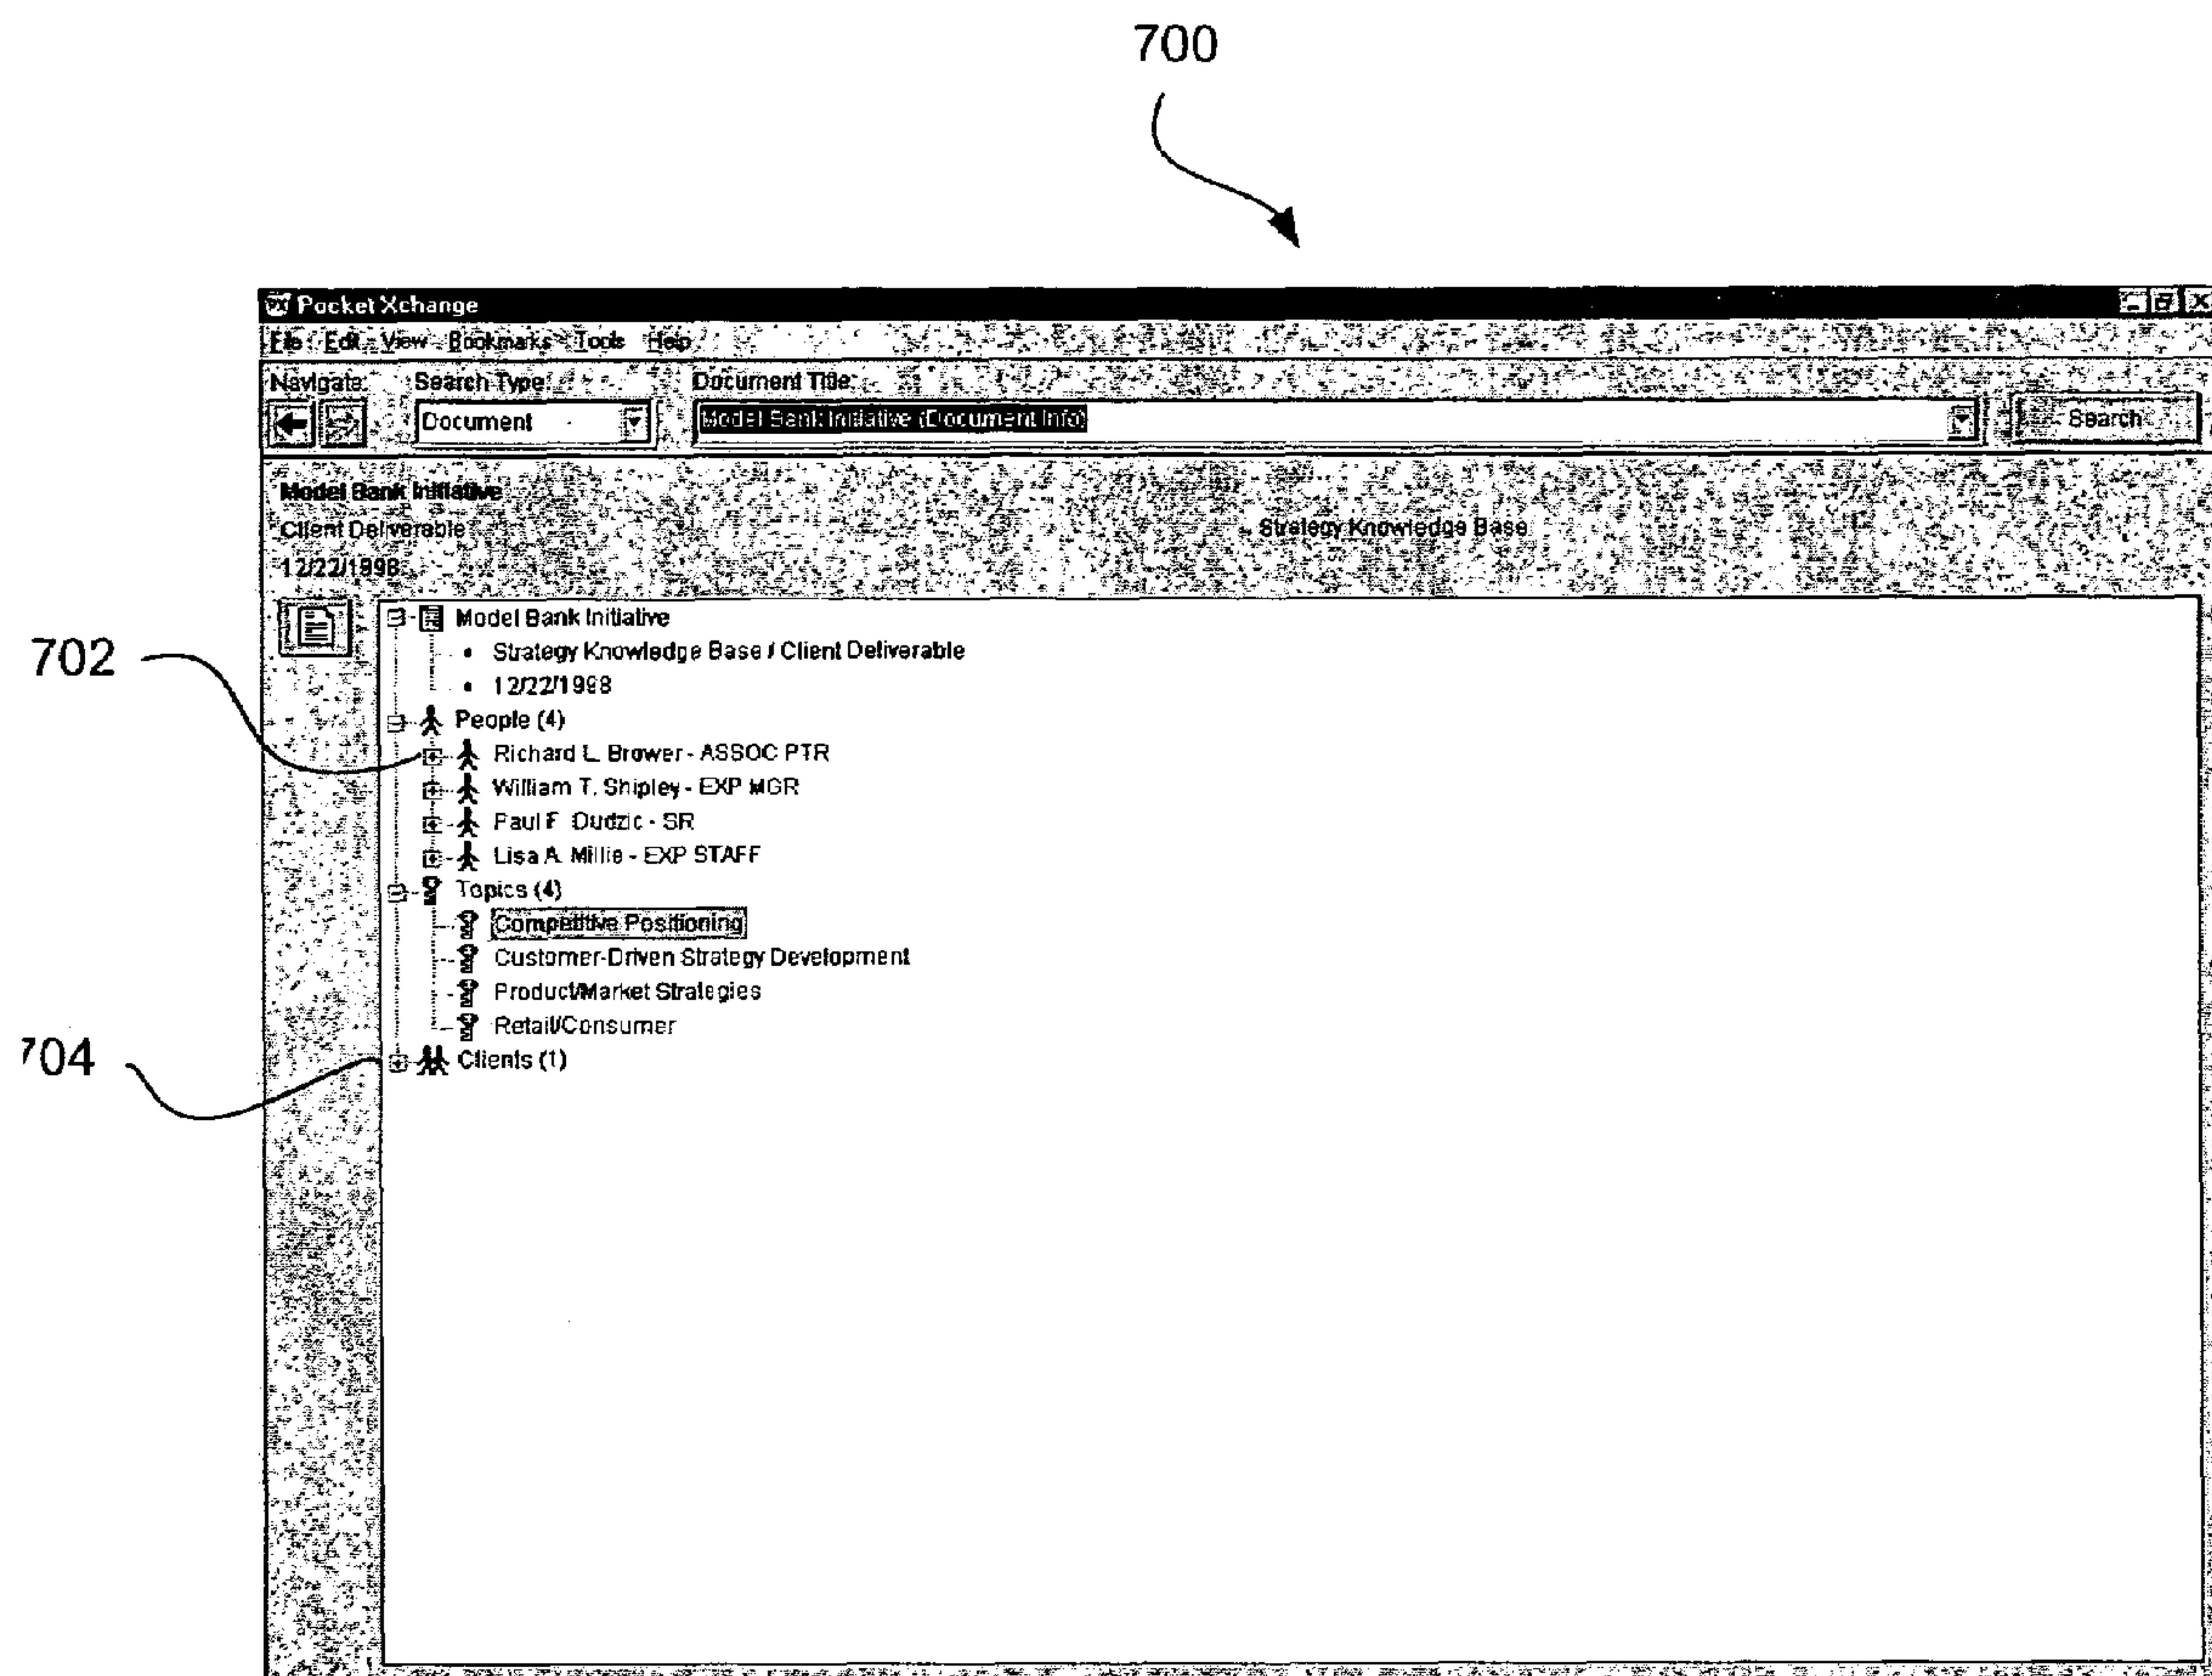 700
Pocket Xchange
File Edit View Bookmarks Tools Help
Navigate: Search Type: Document Title:
Document Model Bank Initiative (Document Info) Search
Model Bank Initiative
Client Deliverable Strategy Knowledge Base
12/22/1998
Model Bank Initiative
702
• Strategy Knowledge Base / Client Deliverable
• 12/22/1998
People (4)
Richard L. Brower - ASSOC PTR
William T. Shipley - EXP MGR
Paul F Dudzic - SR
Lisa A. Millie - EXP STAFF
Topics (4)
Competitive Positioning
Customer-Driven Strategy Development
Product/Market Strategies
Retail/Consumer
704
Clients (1)